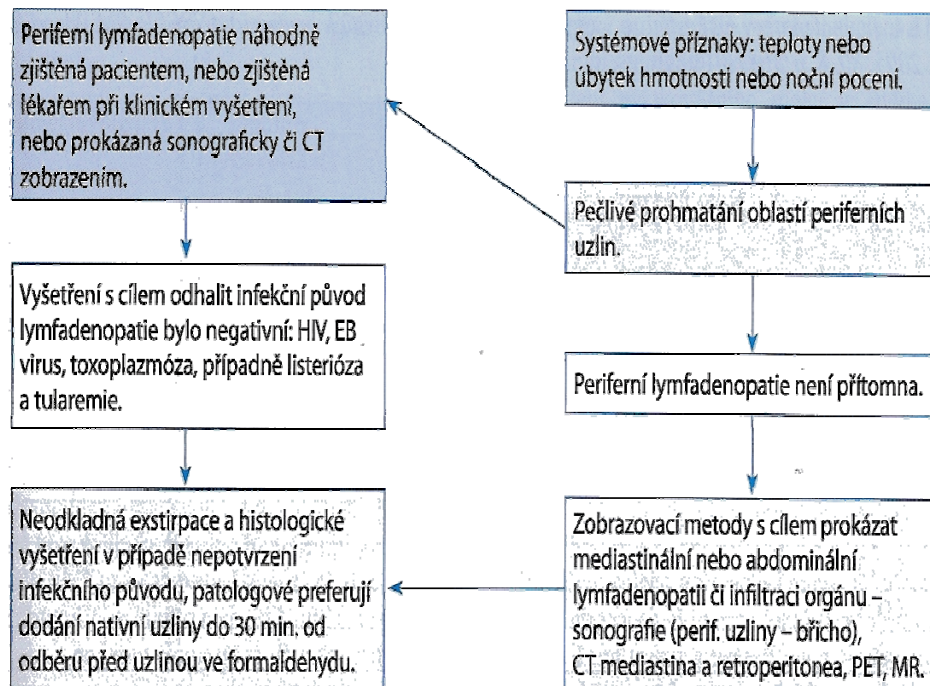 Periferní lymfadenopatie náhodně
zjištěná pacientem, nebo zjištěná
lékařem při klinickém vyšetření,
nebo prokázaná sonograficky či CT
zobrazením.
Vyšetření s cílem odhalit infekční původ
lymfadenopatie bylo negativní: HIV, EB
virus, toxoplazmóza, případně listerióza
a tularemie.
Neodkladná exstirpace a histologické
vyšetření v případě nepotvrzení
infekčního původu, patologové preferují
dodání nativní uzliny do 30 min. od
odběru před uzlinou ve formaldehydu.
Systémové příznaky: teploty nebo
úbytek hmotnosti nebo noční pocení.
Pečlivé prohmatání oblastí periferních
uzlin.
Periferní lymfadenopatie není přítomna.
Zobrazovací metody s cílem prokázat
mediastinální nebo abdominální
lymfadenopatii či infiltraci orgánu –
sonografie (perif. uzliny – břicho),
CT mediastina a retroperitonea, PET, MR.